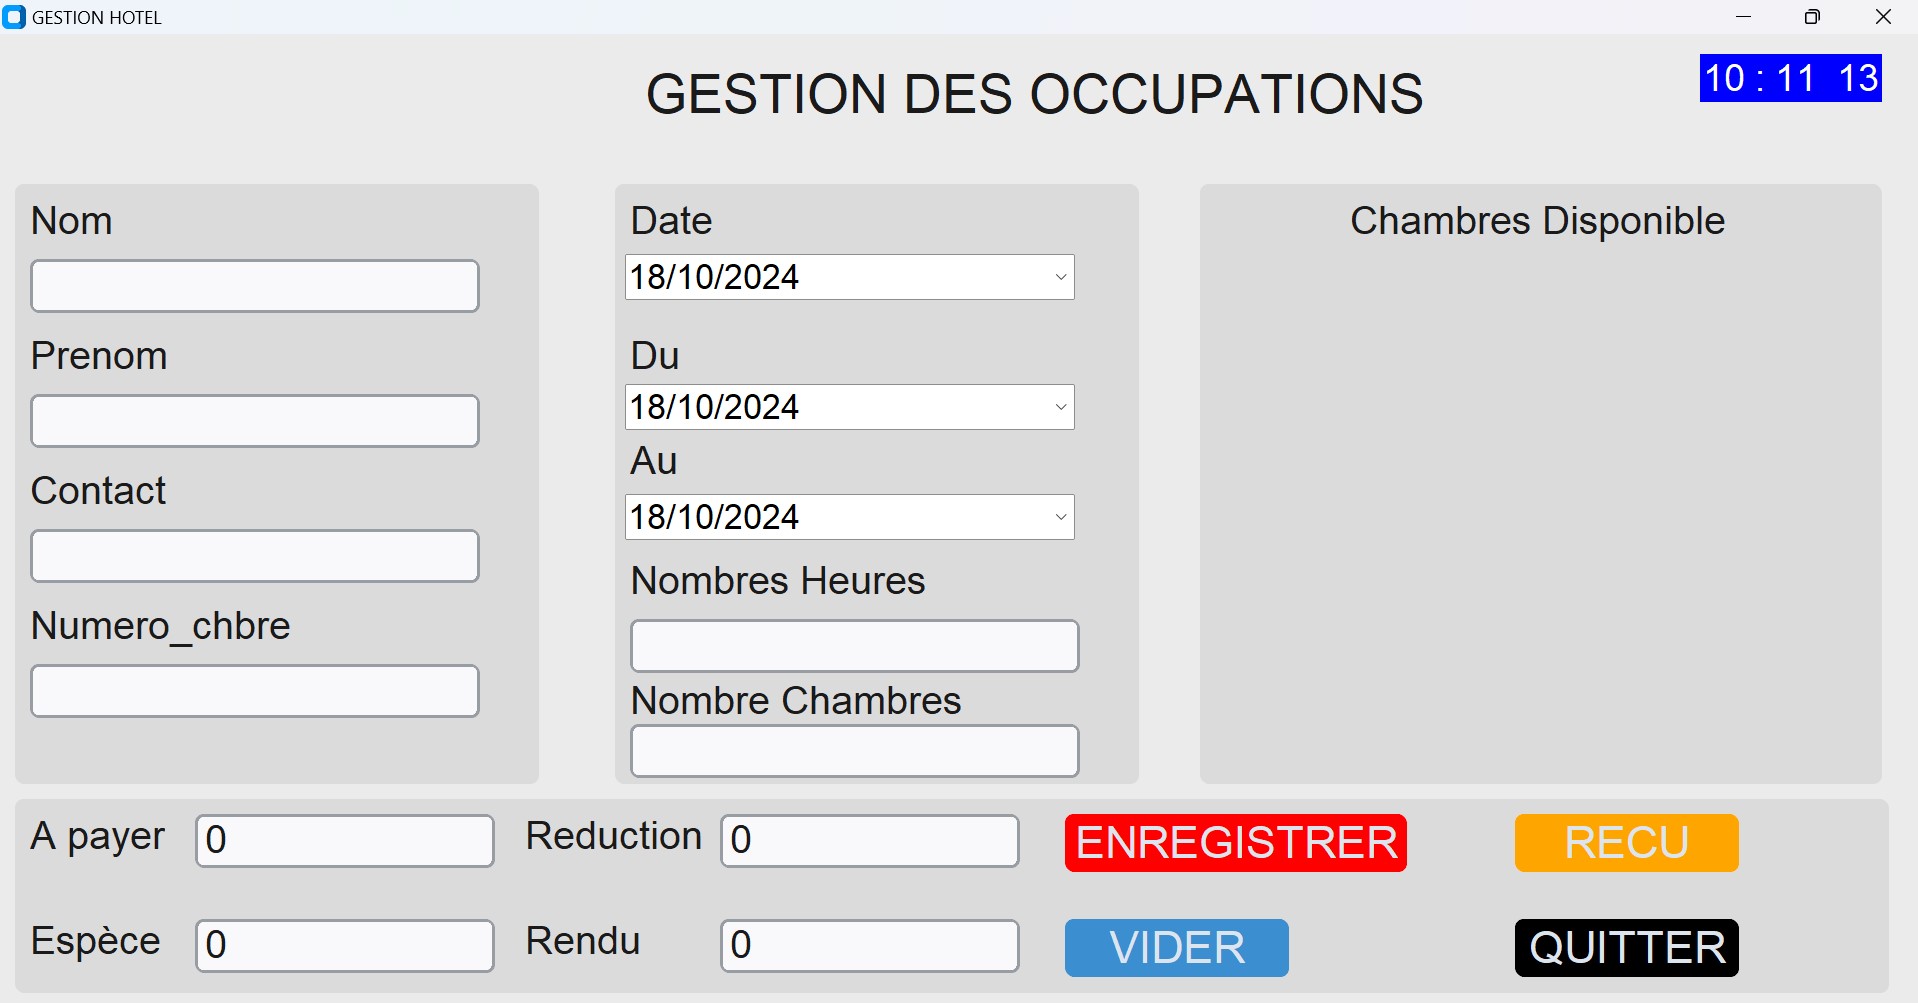 GESTION HOTEL
GESTION DES OCCUPATIONS
10 : 11 13
Nom
Prenom
Contact
Numero_chbre
Date
18/10/2024
Du
18/10/2024
Au
18/10/2024
Nombres Heures
Nombre Chambres
Chambres Disponible
A payer
0
Reduction
0
ENREGISTRER
RECU
Espèce
0
Rendu
0
VIDER
QUITTER